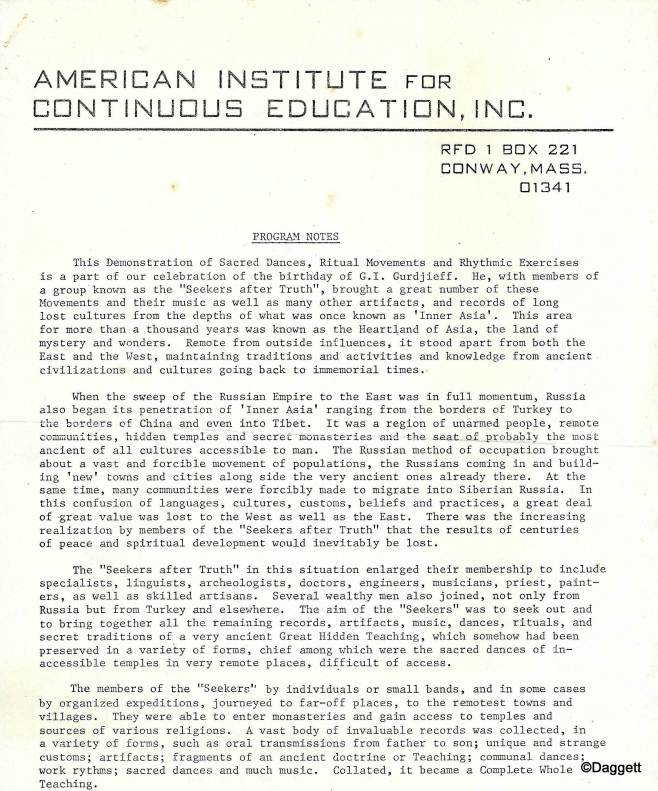 AMERICAN INSTITUTE FOR
CONTINUOUS EDUCATION, INC.
RFD 1 BOX 221
CONWAY, MASS.
01341
PROGRAM NOTES
This Demonstration of Sacred Dances, Ritual Movements and Rhythmic Exercises
is a part of our celebration of the birthday of G.I. Gurdjieff. He, with members of
a group known as the "Seekers after Truth", brought a great number of these
Movements and their music as well as many other artifacts, and records of long
lost cultures from the depths of what was once known as 'Inner Asia'. This area
for more than a thousand years was known as the Heartland of Asia, the land of
mystery and wonders. Remote from outside influences, it stood apart from both the
East and the West, maintaining traditions and activities and knowledge from ancient
civilizations and cultures going back to immemorial times.
When the sweep of the Russian Empire to the East was in full momentum, Russia
also began its penetration of 'Inner Asia' ranging from the borders of Turkey to
the borders of China and even into Tibet. It was a region of unarmed people, remote
communities, hidden temples and secret monasteries and the seat of probably the most
ancient of all cultures accessible to man. The Russian method of occupation brought
about a vast and forcible movement of populations, the Russians coming in and build-
ing 'new' towns and cities along side the very ancient ones already there. At the
same time, many communities were forcibly made to migrate into Siberian Russia. In
this confusion of languages, cultures, customs, beliefs and practices, a great deal
of great value was lost to the West as well as the East. There was the increasing
realization by members of the "Seekers after Truth" that the results of centuries
of peace and spiritual development would inevitably be lost.
The "Seekers after Truth" in this situation enlarged their membership to include
specialists, linguists, archeologists, doctors, engineers, musicians, priest, paint-
ers, as well as skilled artisans. Several wealthy men also joined, not only from
Russia but from Turkey and elsewhere. The aim of the "Seekers" was to seek out and
to bring together all the remaining records, artifacts, music, dances, rituals, and
secret traditions of a very ancient Great Hidden Teaching, which somehow had been
preserved in a variety of forms, chief among which were the sacred dances of in-
accessible temples in very remote places, difficult of access.
The members of the "Seekers" by individuals or small bands, and in some cases
by organized expeditions, journeyed to far-off places, to the remotest towns and
villages. They were able to enter monasteries and gain access to temples and
sources of various religions. A vast body of invaluable records was collected, in
a variety of forms, such as oral transmissions from father to son; unique and strange
customs; artifacts; fragments of an ancient doctrine or Teaching; communal dances;
work rythms; sacred dances and much music. Collated, it became a Complete Whole
Teaching.
©Daggett